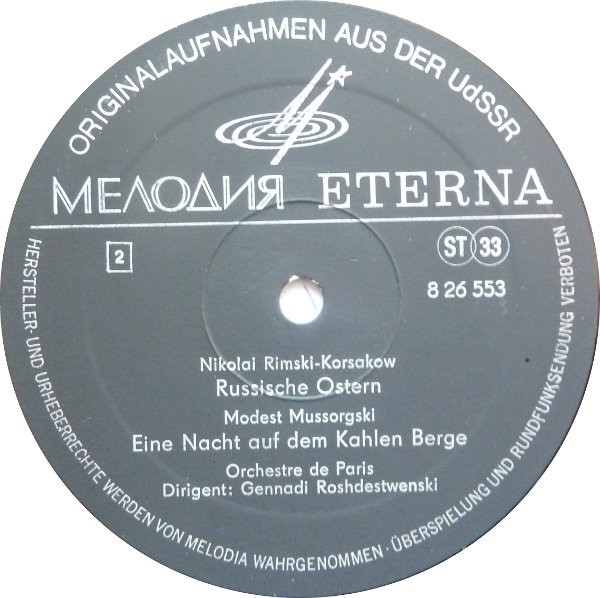 ORIGINALAUFNAHMEN AUS DER UdSSR
МЕЛОДИЯ ETERNA
2
ST 33
8 26 553
Nikolai Rimski-Korsakow
Russische Ostern
Modest Mussorgski
Eine Nacht auf dem Kahlen Berge
Orchestre de Paris
Dirigent: Gennadi Roshdestwenski
HERSTELLER- UND URHEBERRECHTE WERDEN VON MELODIA WAHRGENOMMEN · ÜBERSPIELUNG UND RUNDFUNKSENDUNG VERBOTEN